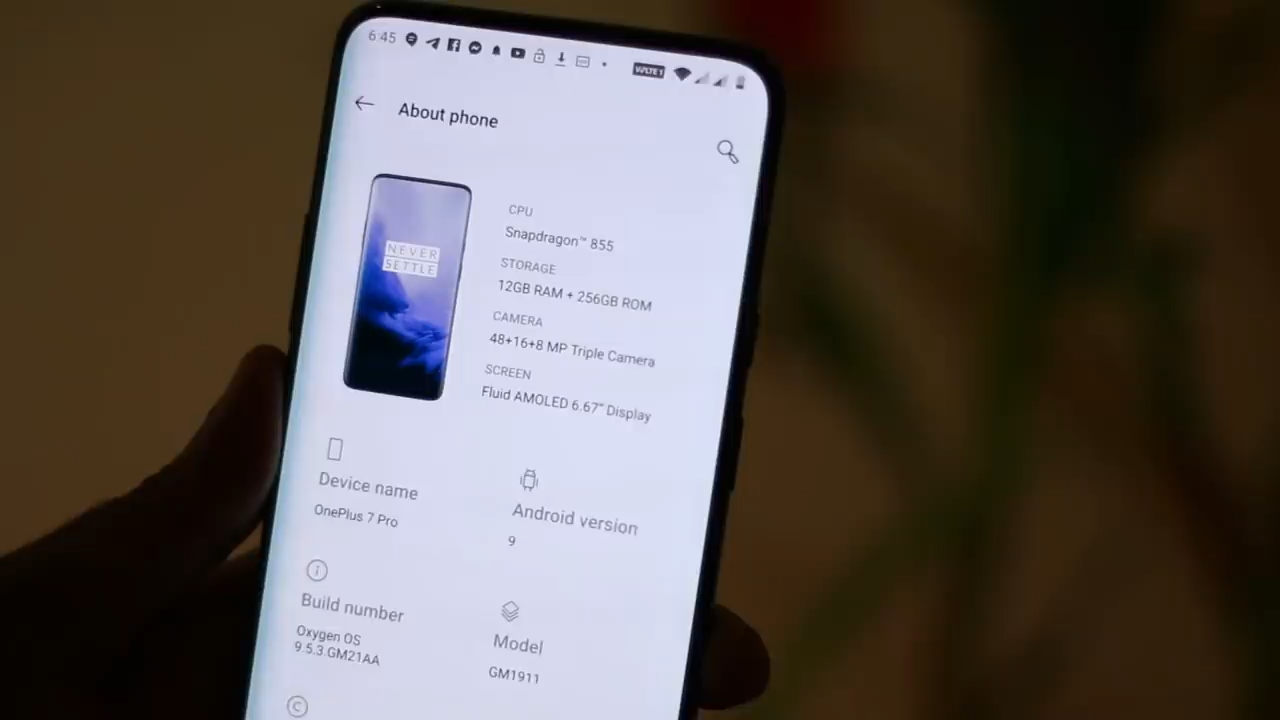 6:45
VoLTE 1
About phone
NEVER
SETTLE
CPU
Snapdragon™ 855
STORAGE
12GB RAM + 256GB ROM
CAMERA
48+16+8 MP Triple Camera
SCREEN
Fluid AMOLED 6.67" Display
Device name
OnePlus 7 Pro
Android version
9
Build number
Oxygen OS
9.5.3.GM21AA
Model
GM1911